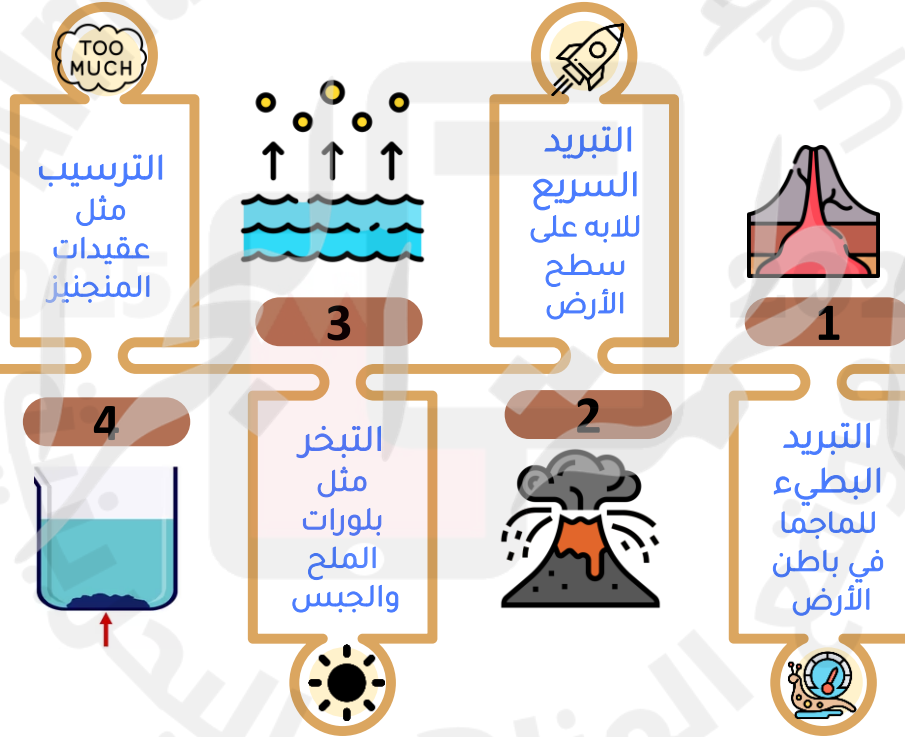 1
التبريد
البطيء
للماجما
في باطن
الأرض
التبريد
السريع
للابه على
سطح
الأرض
2
3
التبخر
مثل
بلورات
الملح
والجبس
TOO
MUCH
الترسيب
مثل
عقيدات
المنجنيز
4